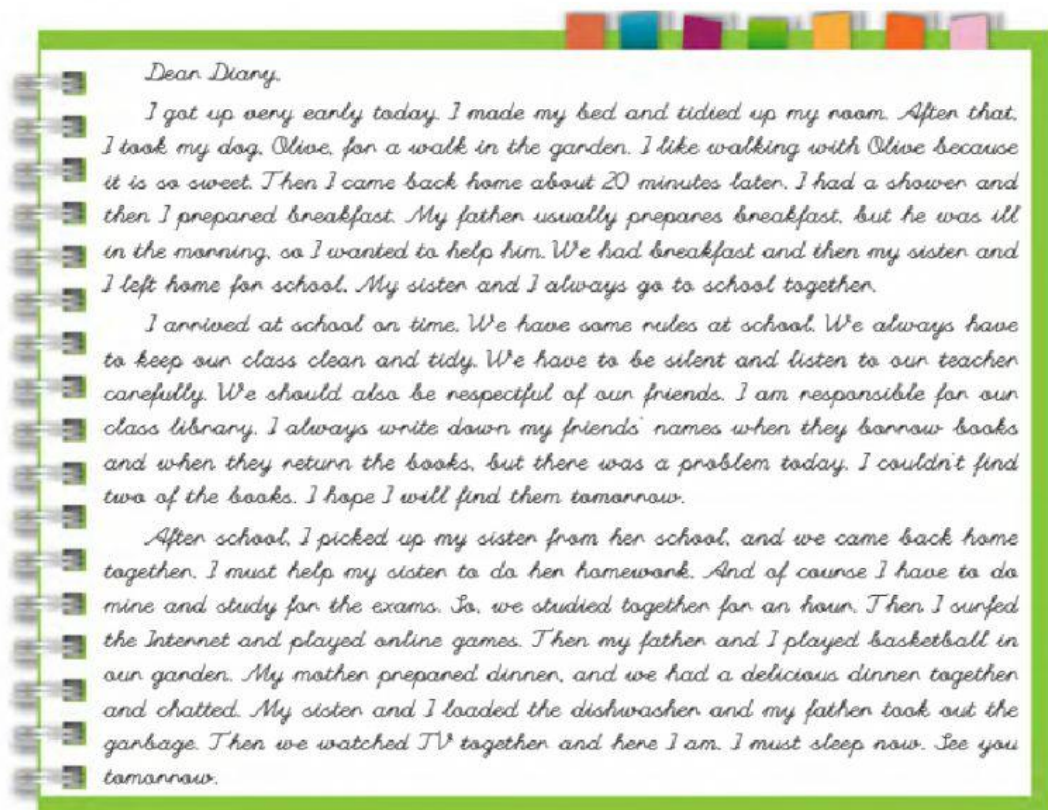 Dear Diary,
I got up very early today. I made my bed and tidied up my room. After that,
I took my dog, Olive, for a walk in the garden. I like walking with Olive because
it is so sweet. Then I came back home about 20 minutes later. I had a shower and
then I prepared breakfast. My father usually prepares breakfast, but he was ill
in the morning, so I wanted to help him. We had breakfast and then my sister and
I left home for school. My sister and I always go to school together.
I arrived at school on time. We have some rules at school. We always have
to keep our class clean and tidy. We have to be silent and listen to our teacher
carefully. We should also be respectful of our friends. I am responsible for our
class library. I always write down my friends' names when they borrow books
and when they return the books, but there was a problem today. I couldn't find
two of the books. I hope I will find them tomorrow.
After school, I picked up my sister from her school, and we came back home
together. I must help my sister to do her homework. And of course I have to do
mine and study for the exams. So, we studied together for an hour. Then I surfed
the Internet and played online games. Then my father and I played basketball in
our garden. My mother prepared dinner, and we had a delicious dinner together
and chatted. My sister and I loaded the dishwasher and my father took out the
garbage. Then we watched TV together and here I am. I must sleep now. See you
tomorrow.